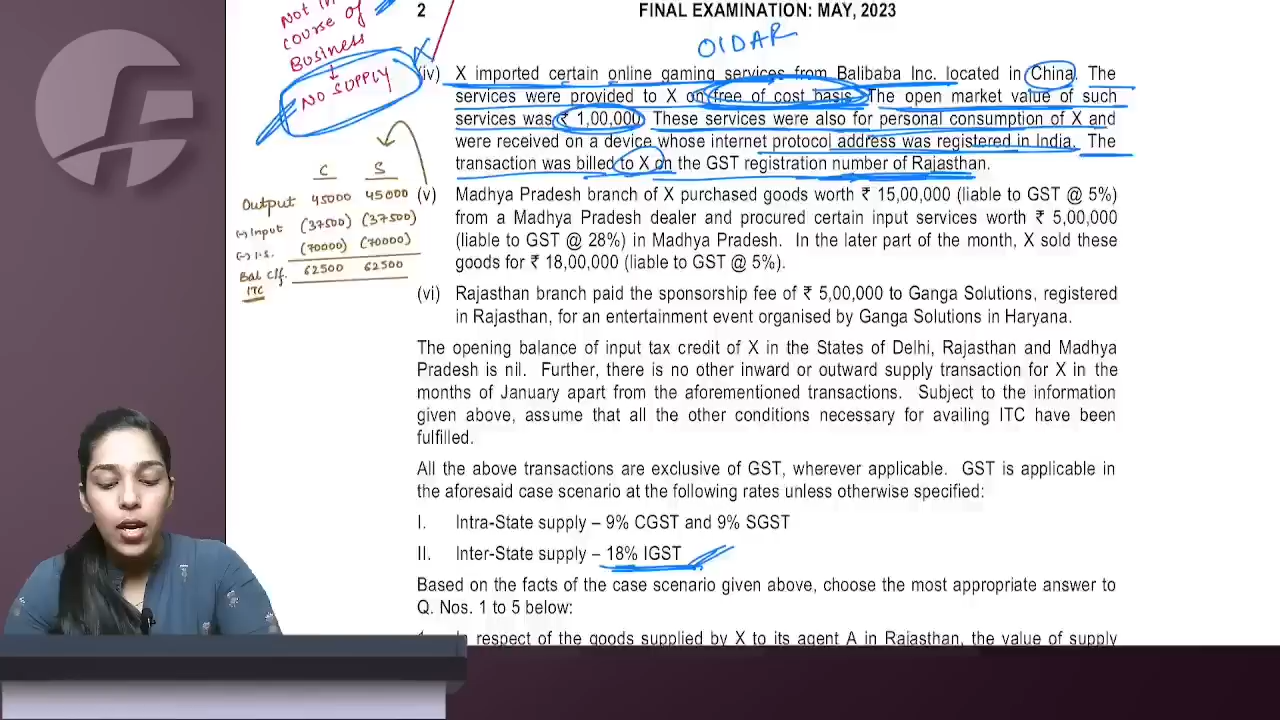 2 FINAL EXAMINATION: MAY, 2023
Not in
course of
Business
NO SUPPLY
OIDAR
(iv) X imported certain online gaming services from Balibaba Inc. located in China. The
services were provided to X on free of cost basis. The open market value of such
services was ₹ 1,00,000. These services were also for personal consumption of X and
were received on a device whose internet protocol address was registered in India. The
transaction was billed to X on the GST registration number of Rajasthan.
C S
Output 45000 45000
(-) Input (37500) (37500)
(-) I.S. (70000) (70000)
Bal C/f. 62500 62500
ITC
(v) Madhya Pradesh branch of X purchased goods worth ₹ 15,00,000 (liable to GST @ 5%)
from a Madhya Pradesh dealer and procured certain input services worth ₹ 5,00,000
(liable to GST @ 28%) in Madhya Pradesh. In the later part of the month, X sold these
goods for ₹ 18,00,000 (liable to GST @ 5%).
(vi) Rajasthan branch paid the sponsorship fee of ₹ 5,00,000 to Ganga Solutions, registered
in Rajasthan, for an entertainment event organised by Ganga Solutions in Haryana.
The opening balance of input tax credit of X in the States of Delhi, Rajasthan and Madhya
Pradesh is nil. Further, there is no other inward or outward supply transaction for X in the
months of January apart from the aforementioned transactions. Subject to the information
given above, assume that all the other conditions necessary for availing ITC have been
fulfilled.
All the above transactions are exclusive of GST, wherever applicable. GST is applicable in
the aforesaid case scenario at the following rates unless otherwise specified:
I. Intra-State supply – 9% CGST and 9% SGST
II. Inter-State supply – 18% IGST
Based on the facts of the case scenario given above, choose the most appropriate answer to
Q. Nos. 1 to 5 below:
1. In respect of the goods supplied by X to its agent A in Rajasthan, the value of supply